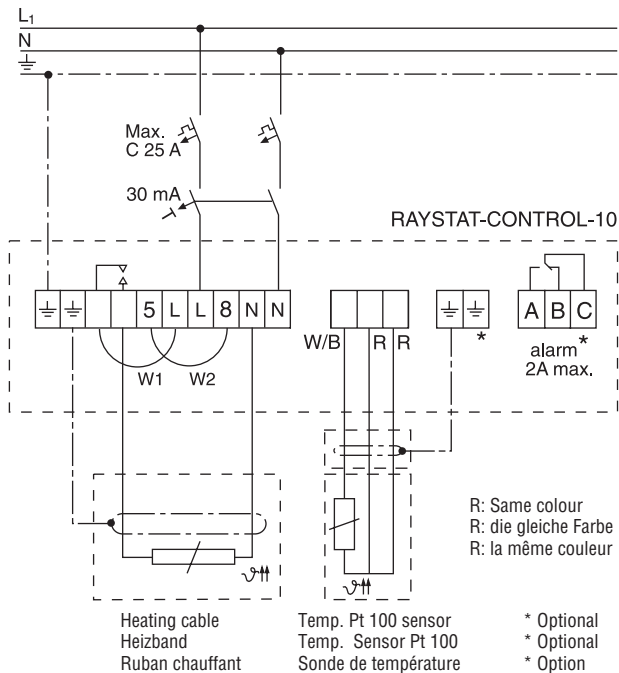 L1
N
Max.
C 25 A
30 mA
RAYSTAT-CONTROL-10
5 L L 8 N N
A B C
W/B R R
*
alarm*
2A max.
W1 W2
R: Same colour
R: die gleiche Farbe
R: la même couleur
ϑ
ϑ
Heating cable Temp. Pt 100 sensor * Optional
Heizband Temp. Sensor Pt 100 * Optional
Ruban chauffant Sonde de température * Option